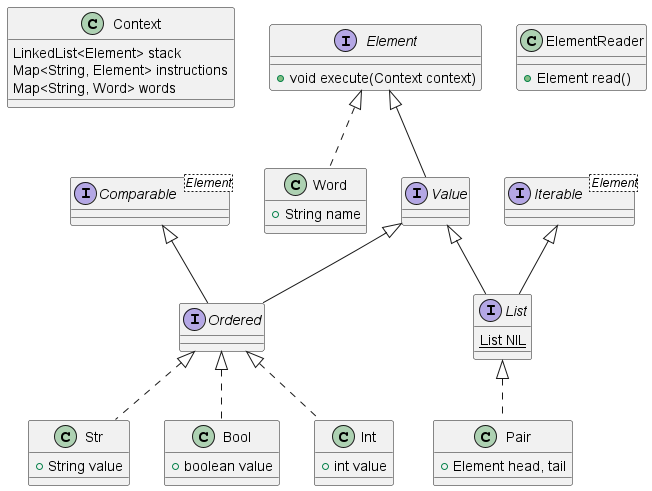 C Context
LinkedList<Element> stack
Map<String, Element> instructions
Map<String, Word> words
I Element
void execute(Context context)
C ElementReader
Element read()
I Comparable Element
C Word
String name
I Value
I Iterable Element
I Ordered
I List
List NIL
C Str
String value
C Bool
boolean value
C Int
int value
C Pair
Element head, tail